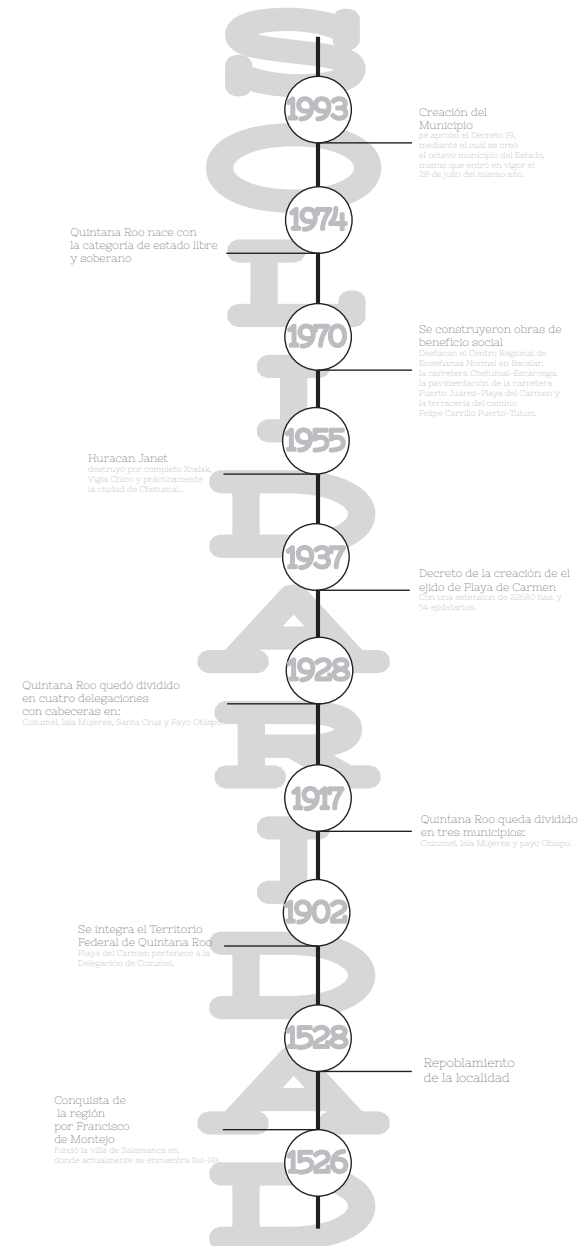 SOLIDARIDAD
1993
Creación del
Municipio
se aprobó el Decreto 19,
mediante el cual se creó
el octavo municipio del Estado,
mismo que entró en vigor el
28 de julio del mismo año.
1974
Quintana Roo nace con
la categoría de estado libre
y soberano
1970
Se construyeron obras de
beneficio social
Destacan el Centro Regional de
Enseñanza Normal en Bacalar,
la carretera Chetumal-Escárcega,
la pavimentación de la carretera
Puerto Juárez-Playa del Carmen y
la terracería del camino
Felipe Carrillo Puerto-Tulum.
1955
Huracan Janet
destruyó por completo Xcalak,
Vigía Chico y prácticamente
la ciudad de Chetumal..
1937
Decreto de la creación de el
ejido de Playa de Carmen
Con una extension de 22680 has. y
54 ejidatarios.
1928
Quintana Roo quedó dividido
en cuatro delegaciones
con cabeceras en:
Cozumel, Isla Mujeres, Santa Cruz y Payo Obispo.
1917
Quintana Roo queda dividido
en tres municipios:
Cozumel, Isla Mujeres y payo Obispo.
1902
Se integra el Territorio
Federal de Quintana Roo
Playa del Carmen pertenece a la
Delegación de Cozumel.
1528
Repoblamiento
de la localidad
Conquista de
la región
por Francisco
de Montejo
fundó la villa de Salamanca en
donde actualmente se encuentra Xel-Ha
1526